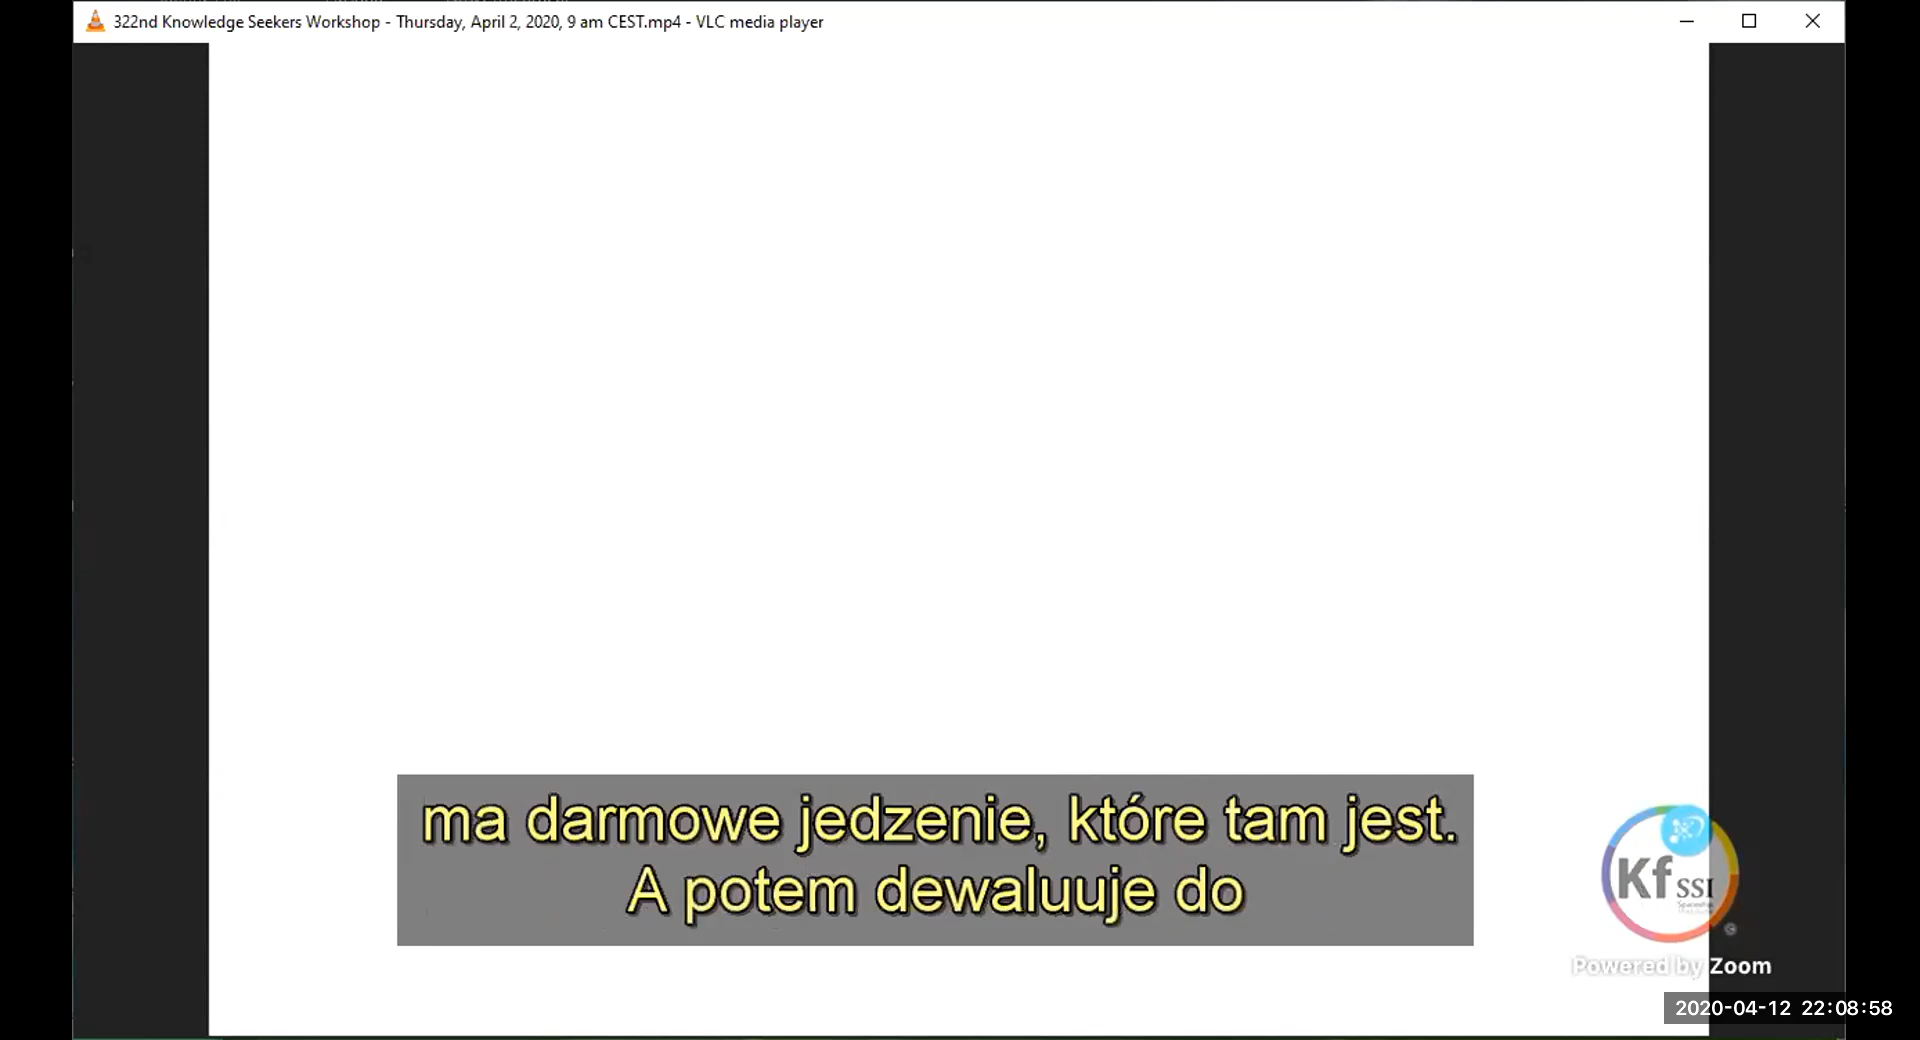 322nd Knowledge Seekers Workshop - Thursday, April 2, 2020, 9 am CEST.mp4 - VLC media player
ma darmowe jedzenie, które tam jest.
A potem dewaluuje do
Kf SSI
Powered by Zoom
2020-04-12 22:08:58